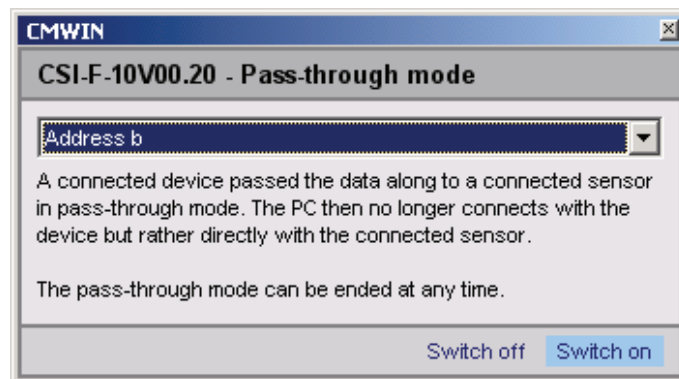 CMWIN
CSI-F-10V00.20 - Pass-through mode
Address b
A connected device passed the data along to a connected sensor
in pass-through mode. The PC then no longer connects with the
device but rather directly with the connected sensor.
The pass-through mode can be ended at any time.
Switch off Switch on